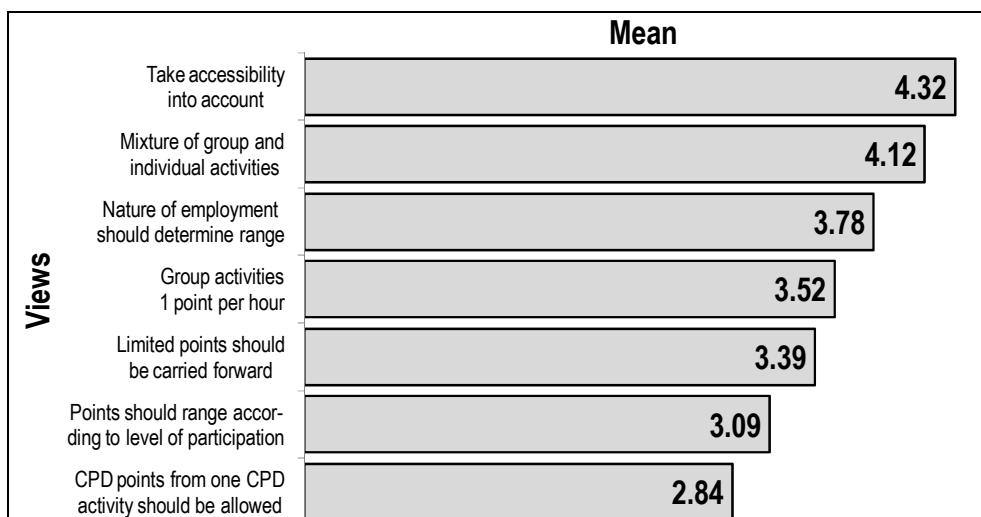 Mean
Views
Take accessibility
into account
4.32
Mixture of group and
individual activities
4.12
Nature of employment
should determine range
3.78
Group activities
1 point per hour
3.52
Limited points should
be carried forward
3.39
Points should range accor-
ding to level of participation
3.09
CPD points from one CPD
activity should be allowed
2.84